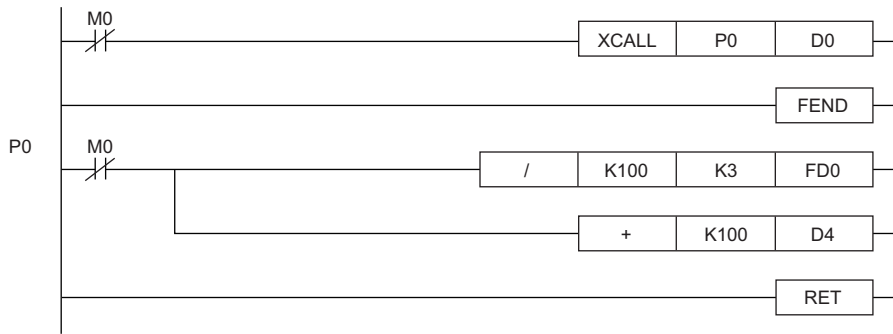 M0
XCALL P0 D0
FEND
P0
M0
/ K100 K3 FD0
+ K100 D4
RET